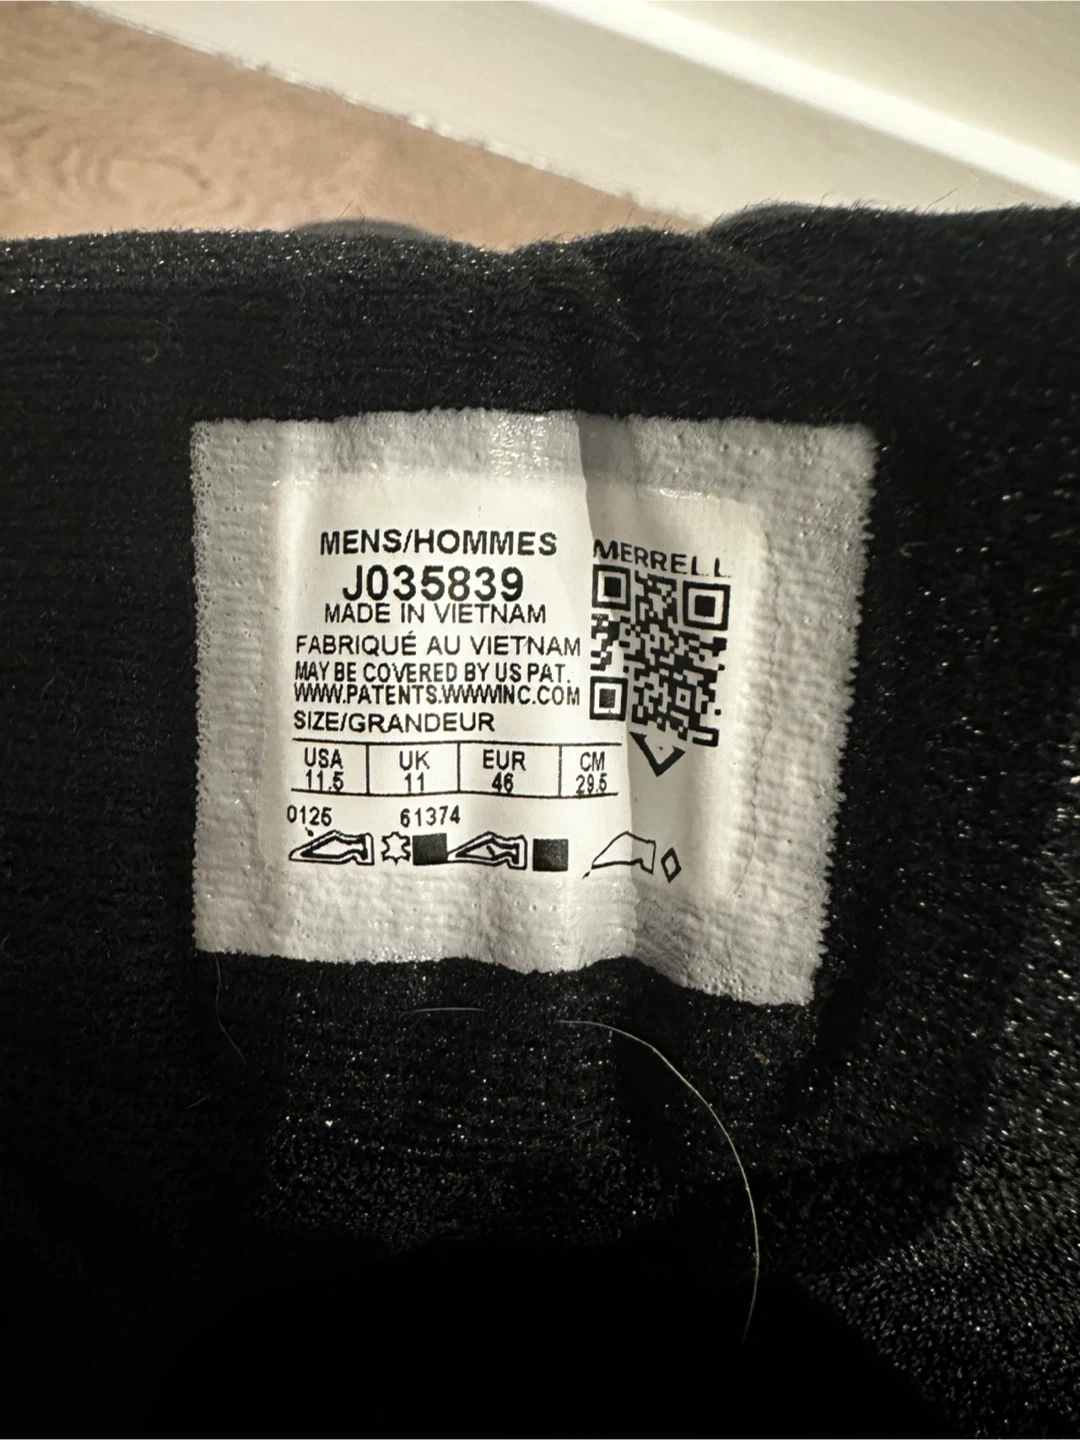 MENS/HOMMES
J035839
MADE IN VIETNAM
FABRIQUÉ AU VIETNAM
MAY BE COVERED BY US PAT.
WWW.PATENTS.WWWINC.COM
SIZE/GRANDEUR
USA UK EUR CM
11.5 11 46 29.5
0125 61374
MERRELL